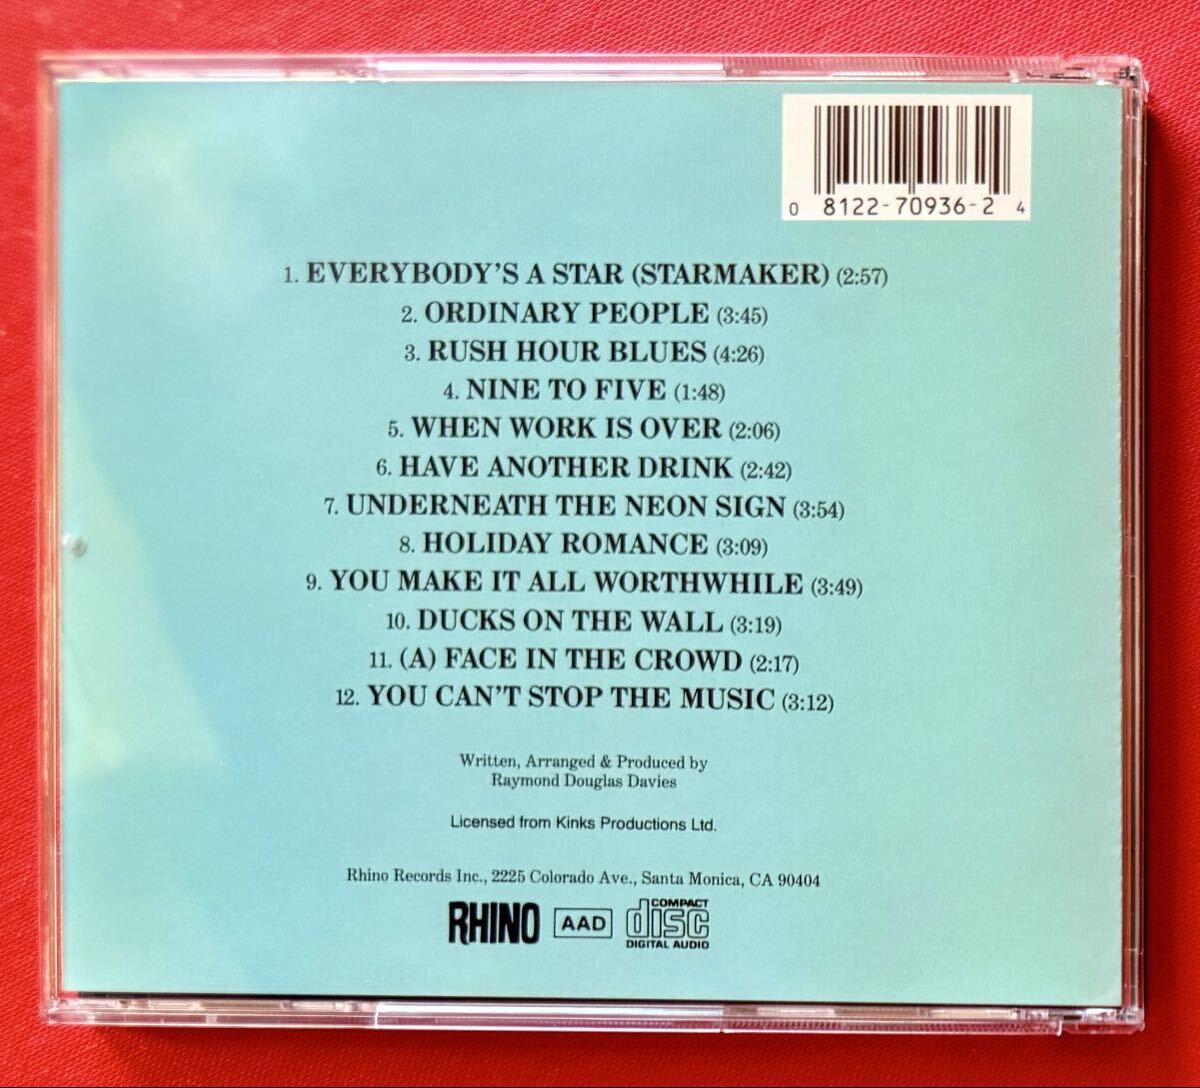 0 81227-70936-2 4
1. EVERYBODY'S A STAR (STARMAKER) (2:57)
2. ORDINARY PEOPLE (3:45)
3. RUSH HOUR BLUES (4:26)
4. NINE TO FIVE (1:48)
5. WHEN WORK IS OVER (2:06)
6. HAVE ANOTHER DRINK (2:42)
7. UNDERNEATH THE NEON SIGN (3:54)
8. HOLIDAY ROMANCE (3:09)
9. YOU MAKE IT ALL WORTHWHILE (3:49)
10. DUCKS ON THE WALL (3:19)
11. (A) FACE IN THE CROWD (2:17)
12. YOU CAN'T STOP THE MUSIC (3:12)
Written, Arranged & Produced by
Raymond Douglas Davies
Licensed from Kinks Productions Ltd.
Rhino Records Inc., 2225 Colorado Ave., Santa Monica, CA 90404
RHINO AAD COMPACT disc DIGITAL AUDIO